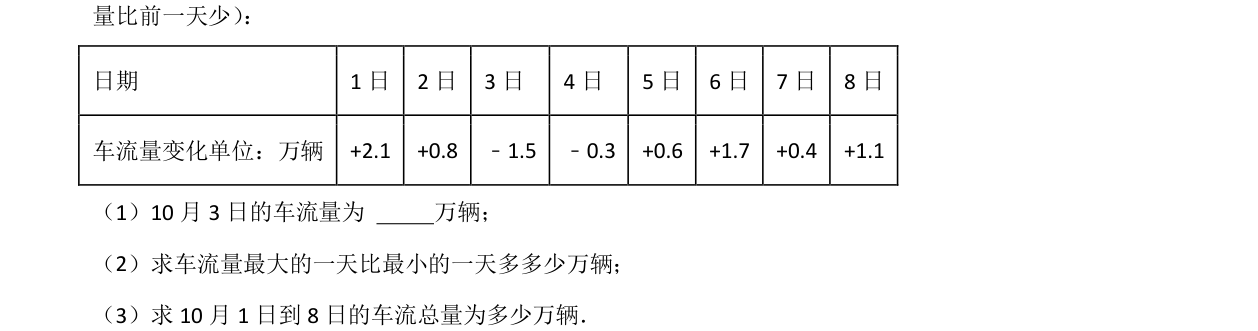 量比前一天少）：
日期 1日 2日 3日 4日 5日 6日 7日 8日
车流量变化单位：万辆 +2.1 +0.8 ﹣1.5 ﹣0.3 +0.6 +1.7 +0.4 +1.1
（1）10月3日的车流量为 _____万辆；
（2）求车流量最大的一天比最小的一天多多少万辆；
（3）求10月1日到8日的车流总量为多少万辆．